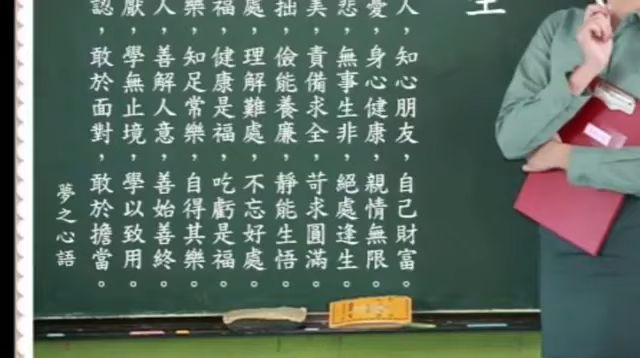 人，知心朋友，自己財富。
憂，身心健康，親情無限。
悲，無事生非，絕處逢生。
美，責備求全，苛求圓滿。
拙，儉能養廉，靜能生悟。
處，理解難處，不忘好處。
福，健康是福，吃虧是福。
樂，知足常樂，自得其樂。
人，善解人意，善始善終。
厭，學無止境，學以致用。
認，敢於面對，敢於擔當。
夢之心語